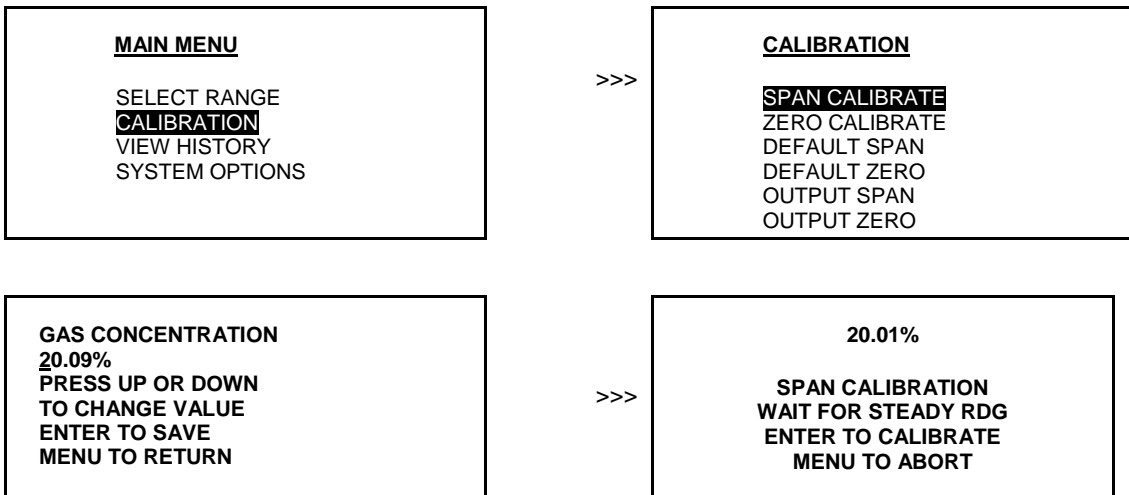 MAIN MENU
SELECT RANGE
CALIBRATION
VIEW HISTORY
SYSTEM OPTIONS
>>>
CALIBRATION
SPAN CALIBRATE
ZERO CALIBRATE
DEFAULT SPAN
DEFAULT ZERO
OUTPUT SPAN
OUTPUT ZERO
GAS CONCENTRATION
20.09%
PRESS UP OR DOWN
TO CHANGE VALUE
ENTER TO SAVE
MENU TO RETURN
>>>
20.01%
SPAN CALIBRATION
WAIT FOR STEADY RDG
ENTER TO CALIBRATE
MENU TO ABORT